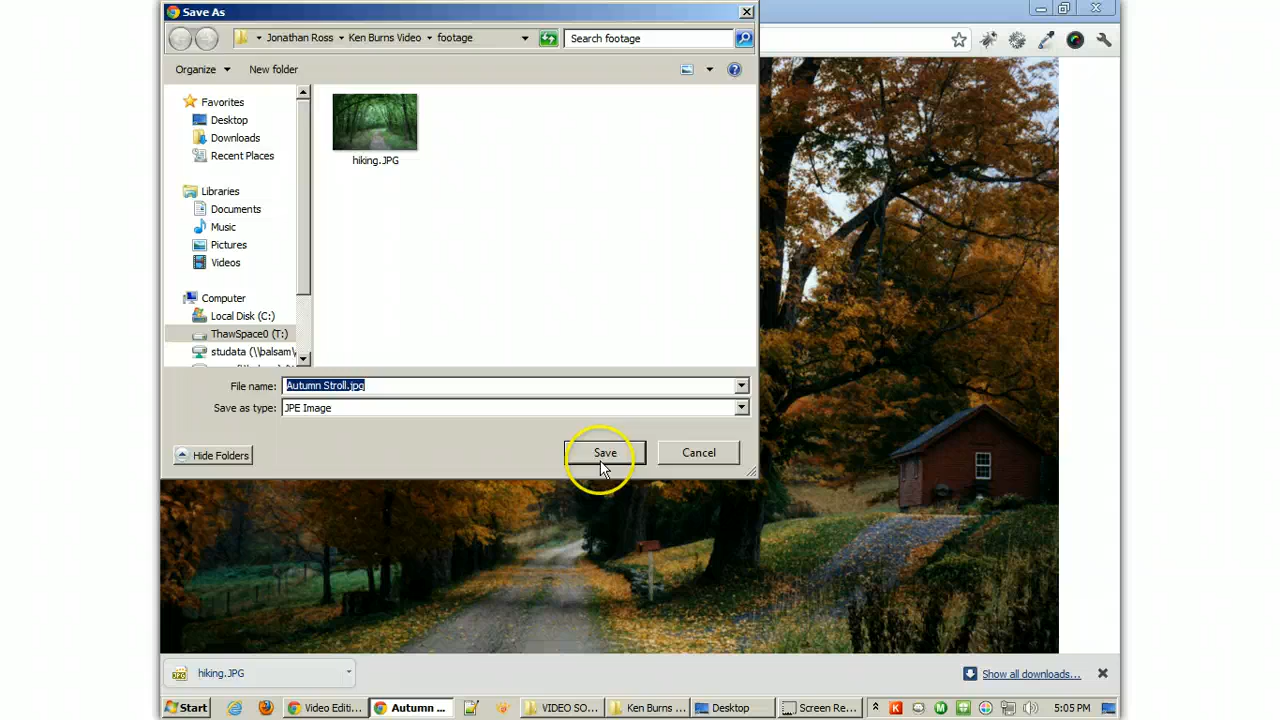 Save As
Jonathan Ross
Ken Burns Video
footage
Search footage
Organize
New folder
Favorites
Desktop
Downloads
Recent Places
Libraries
Documents
Music
Pictures
Videos
Computer
Local Disk (C:)
ThawSpace0 (T:)
studata (\\balsam\
hiking.JPG
File name: Autumn Stroll.jpg
Save as type: JPE Image
Hide Folders
Save
Cancel
hiking.JPG
Show all downloads...
Start
Video Editi...
Autumn ...
VIDEO SO...
Ken Burns ...
Desktop
Screen Re...
5:05 PM